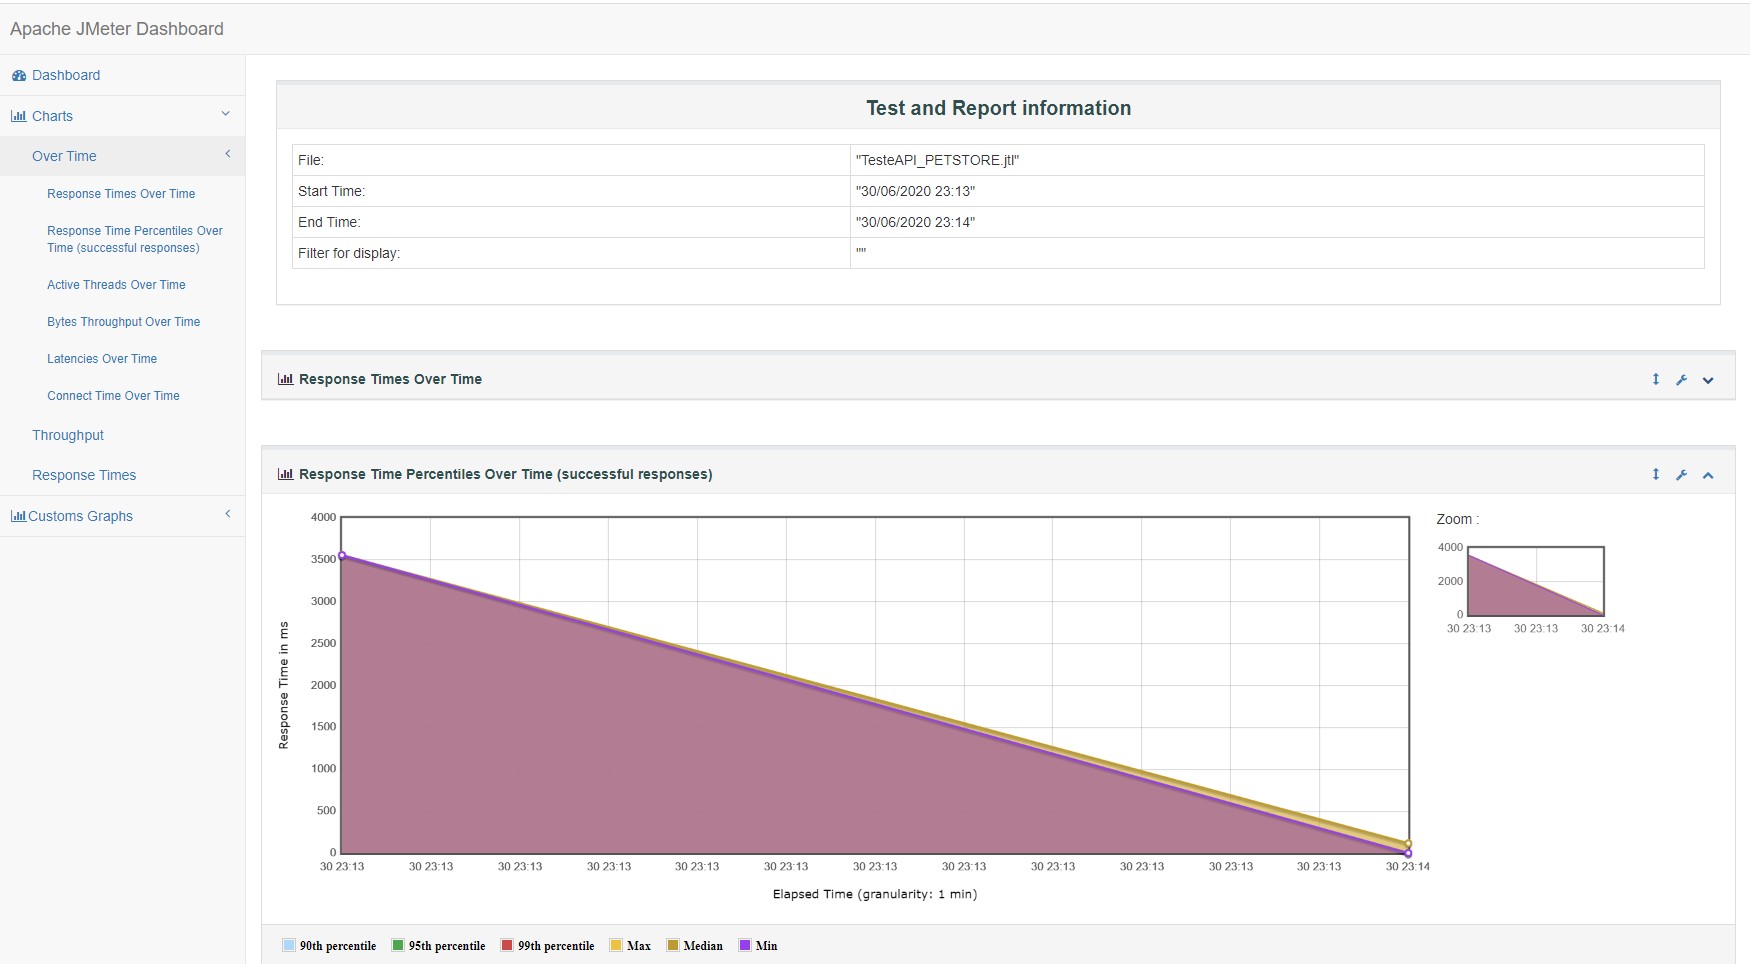 Apache JMeter Dashboard
Dashboard
Charts
Over Time
Response Times Over Time
Response Time Percentiles Over
Time (successful responses)
Active Threads Over Time
Bytes Throughput Over Time
Latencies Over Time
Connect Time Over Time
Throughput
Response Times
Customs Graphs
Test and Report information
File: "TesteAPI_PETSTORE.jtl"
Start Time: "30/06/2020 23:13"
End Time: "30/06/2020 23:14"
Filter for display: ""
Response Times Over Time
Response Time Percentiles Over Time (successful responses)
4000
3500
3000
2500
2000
1500
1000
500
0
Response Time in ms
30 23:13 30 23:13 30 23:13 30 23:13 30 23:13 30 23:13 30 23:13 30 23:13 30 23:13 30 23:13 30 23:13 30 23:13 30 23:14
Elapsed Time (granularity: 1 min)
Zoom :
4000
2000
0
30 23:13 30 23:13 30 23:14
90th percentile 95th percentile 99th percentile Max Median Min